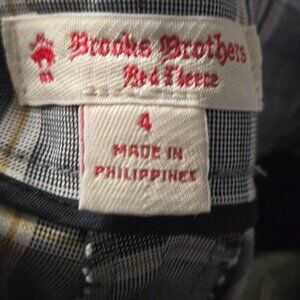 Brooks Brothers
Red Fleece
4
MADE IN
PHILIPPINES